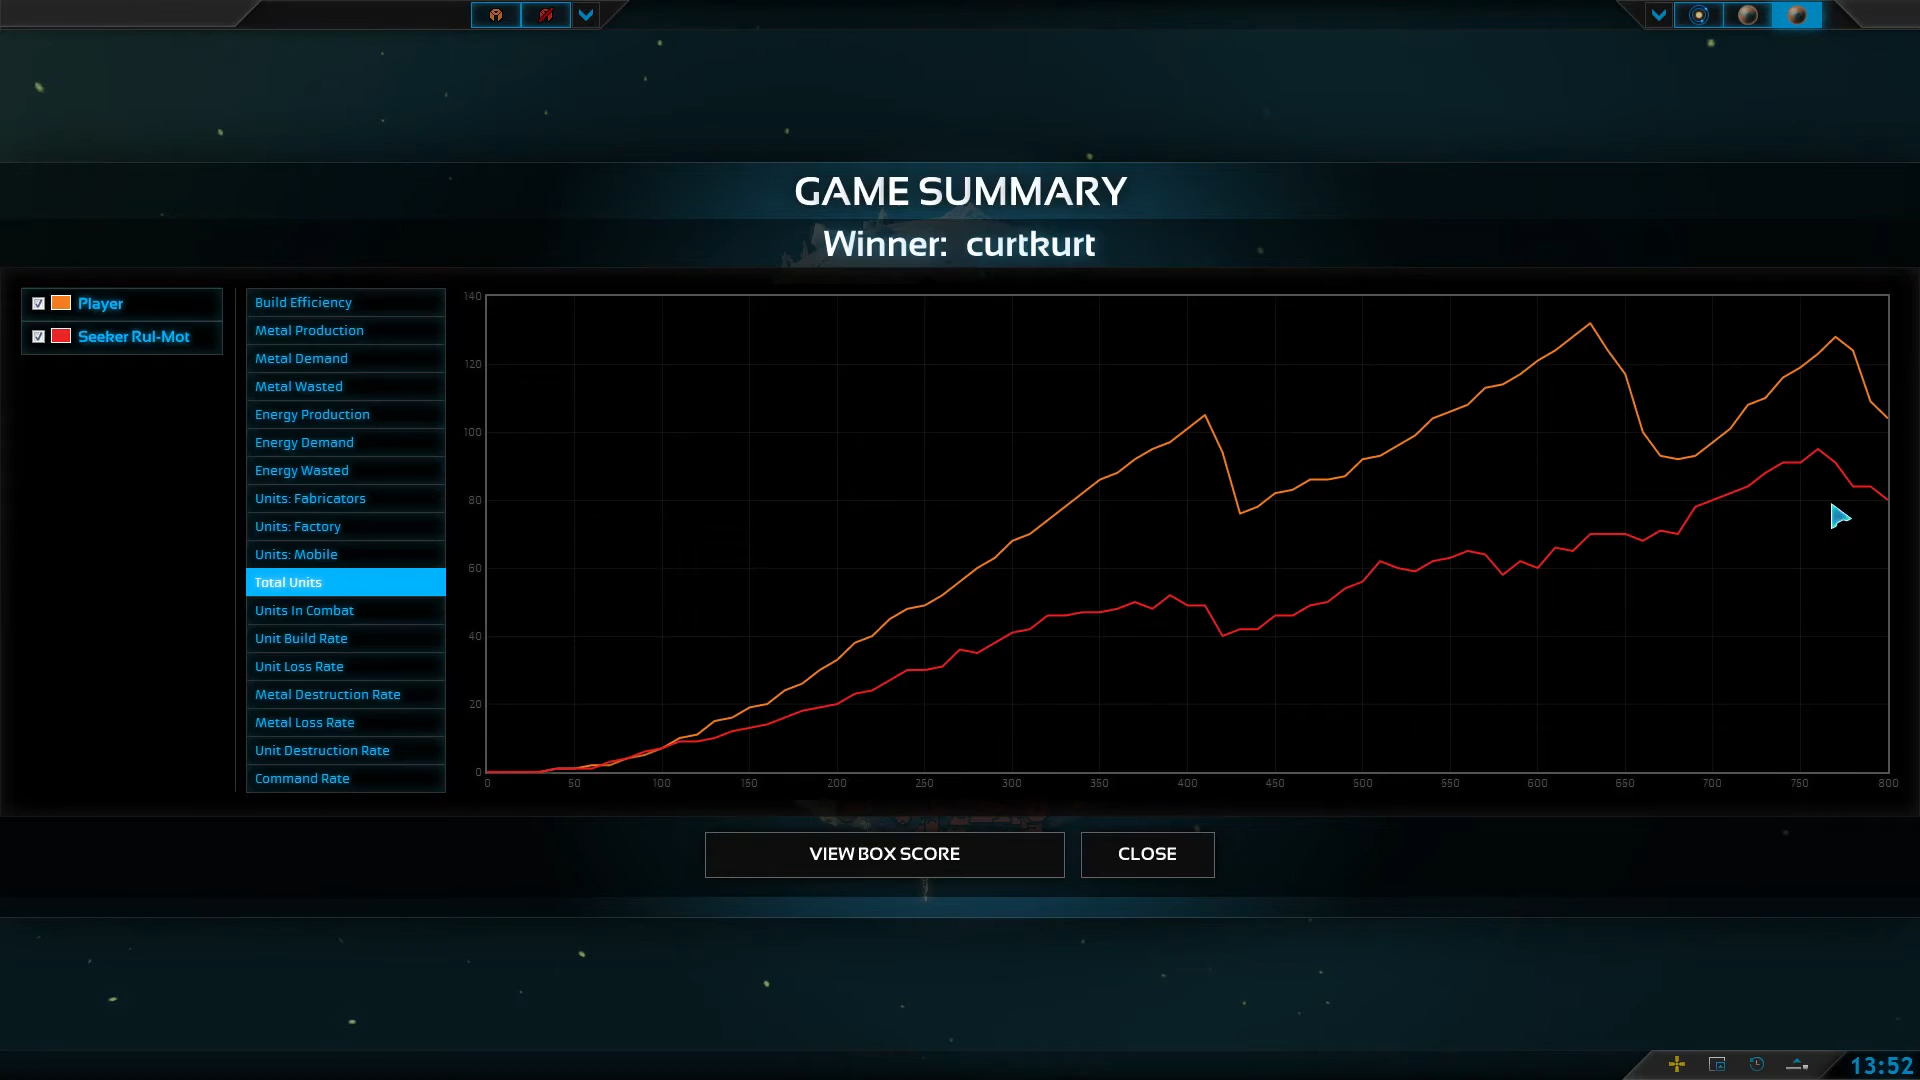 GAME SUMMARY
Winner: curtkurt
Player
Seeker Rul-Mot
Build Efficiency
Metal Production
Metal Demand
Metal Wasted
Energy Production
Energy Demand
Energy Wasted
Units: Fabricators
Units: Factory
Units: Mobile
Total Units
Units In Combat
Unit Build Rate
Unit Loss Rate
Metal Destruction Rate
Metal Loss Rate
Unit Destruction Rate
Command Rate
140
120
100
80
60
40
20
0
0 50 100 150 200 250 300 350 400 450 500 550 600 650 700 750 800
VIEW BOX SCORE CLOSE
13:52